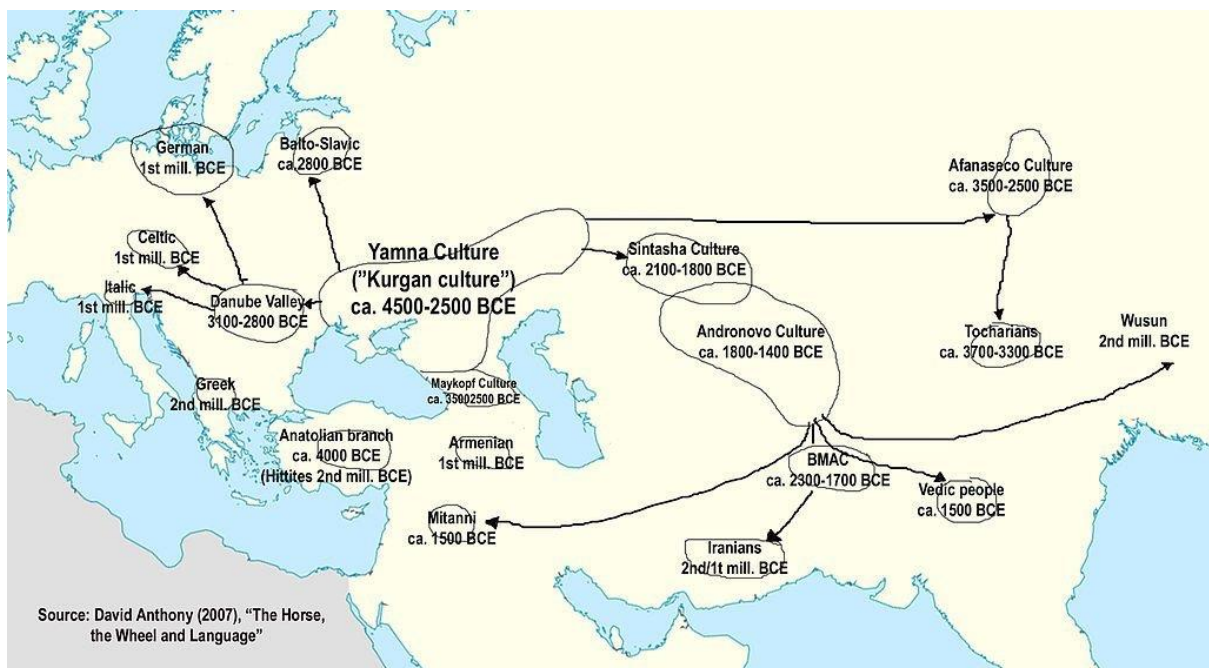 German
1st mill. BCE
Balto-Slavic
ca.2800 BCE
Afanaseco Culture
ca. 3500-2500 BCE
Celtic
1st mill. BCE
Yamna Culture
("Kurgan culture")
ca. 4500-2500 BCE
Sintasha Culture
ca. 2100-1800 BCE
Italic
1st mill. BCE
Danube Valley
3100-2800 BCE
Andronovo Culture
ca. 1800-1400 BCE
Tocharians
ca. 3700-3300 BCE
Wusun
2nd mill. BCE
Greek
2nd mill. BCE
Maykopf Culture
ca. 35002500 BCE
Anatolian branch
ca. 4000 BCE
(Hittites 2nd mill. BCE)
Armenian
1st mill. BCE
BMAC
ca. 2300-1700 BCE
Vedic people
ca. 1500 BCE
Mitanni
ca. 1500 BCE
Iranians
2nd/1t mill. BCE
Source: David Anthony (2007), “The Horse,
the Wheel and Language”